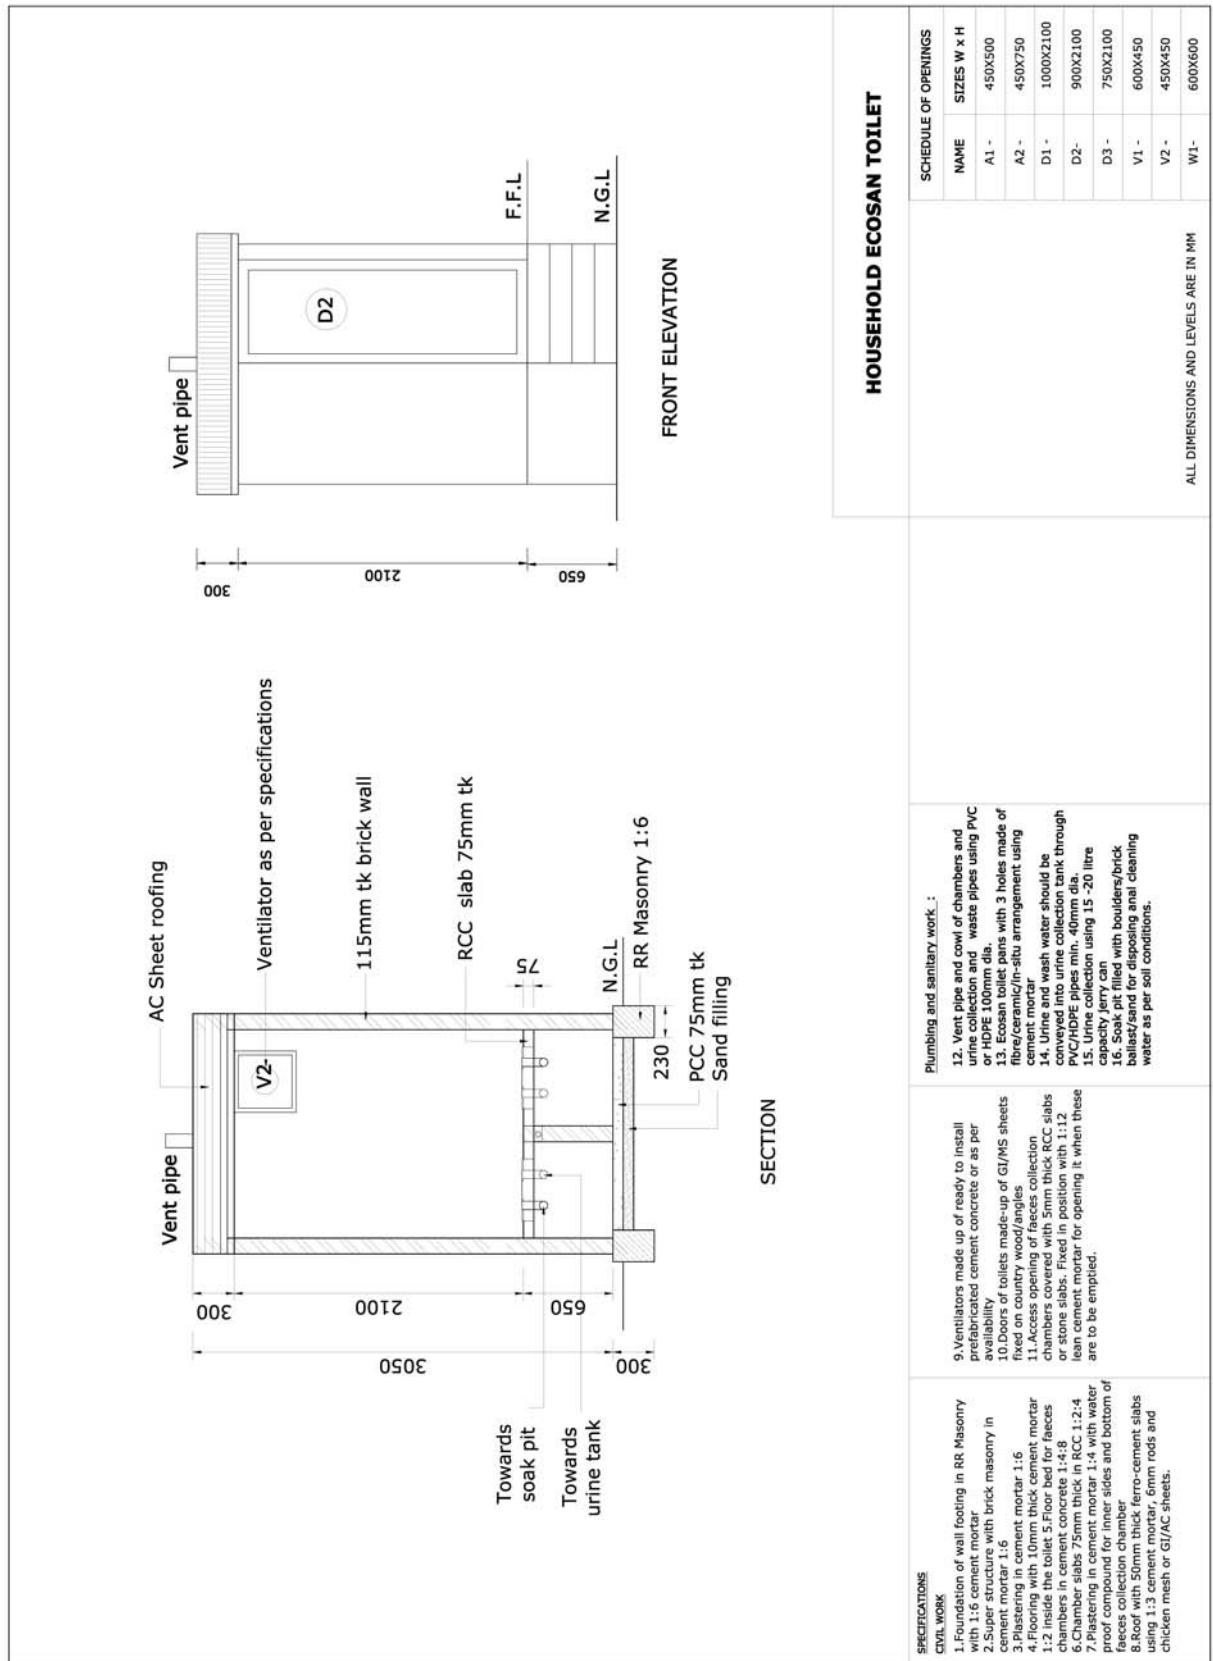 Vent pipe
AC Sheet roofing
V2
Ventilator as per specifications
115mm tk brick wall
RCC slab 75mm tk
75
N.G.L
RR Masonry 1:6
230
PCC 75mm tk
Sand filling
300
2100
650
3050
300
Towards
soak pit
Towards
urine tank
SECTION
Vent pipe
D2
F.F.L
N.G.L
300
2100
650
FRONT ELEVATION
SPECIFICATIONS
CIVIL WORK
1.Foundation of wall footing in RR Masonry
with 1:6 cement mortar
2.Super structure with brick masonry in
cement mortar 1:6
3.Plastering in cement mortar 1:6
4.Flooring with 10mm thick cement mortar
1:2 inside the toilet 5.Floor bed for faeces
chambers in cement concrete 1:4:8
6.Chamber slabs 75mm thick in RCC 1:2:4
7.Plastering in cement mortar 1:4 with water
proof compound for inner sides and bottom of
faeces collection chamber
8.Roof with 50mm thick ferro-cement slabs
using 1:3 cement mortar, 6mm rods and
chicken mesh or GI/AC sheets.
9.Ventilators made up of ready to install
prefabricated cement concrete or as per
availability
10.Doors of toilets made-up of GI/MS sheets
fixed on country wood/angles
11.Access opening of faeces collection
chambers covered with 5mm thick RCC slabs
or stone slabs. Fixed in position with 1:12
lean cement mortar for opening it when these
are to be emptied.
Plumbing and sanitary work :
12. Vent pipe and cowl of chambers and
urine collection and waste pipes using PVC
or HDPE 100mm dia.
13. Ecosan toilet pans with 3 holes made of
fibre/ceramic/in-situ arrangement using
cement mortar
14. Urine and wash water should be
conveyed into urine collection tank through
PVC/HDPE pipes min. 40mm dia.
15. Urine collection using 15 -20 litre
capacity jerry can
16. Soak pit filled with boulders/brick
ballast/sand for disposing anal cleaning
water as per soil conditions.
HOUSEHOLD ECOSAN TOILET
ALL DIMENSIONS AND LEVELS ARE IN MM
SCHEDULE OF OPENINGS
NAME SIZES W x H
A1 - 450X500
A2 - 450X750
D1 - 1000X2100
D2- 900X2100
D3 - 750X2100
V1 - 600X450
V2 - 450X450
W1- 600X600